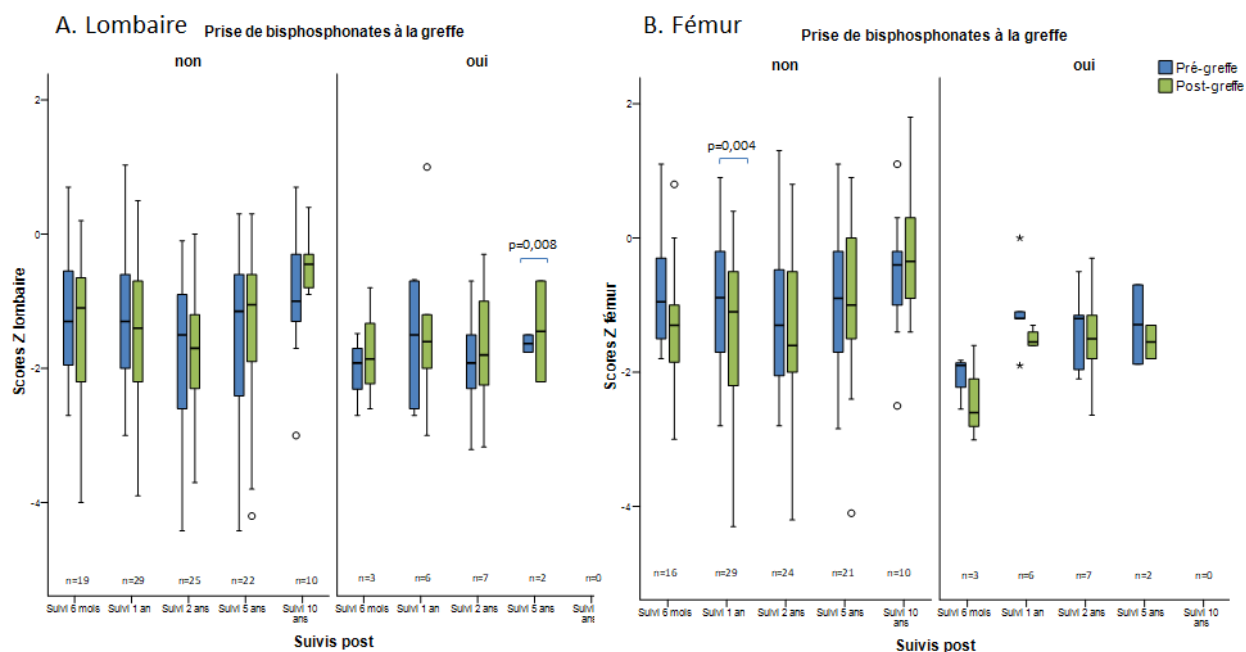 A. Lombaire
Prise de bisphosphonates à la greffe
non
oui
Scores Z lombaire
2
0
-2
-4
p=0,008
n=19
n=29
n=25
n=22
n=10
n=3
n=6
n=7
n=2
n=0
Suivi 6 mois
Suivi 1 an
Suivi 2 ans
Suivi 5 ans
Suivi 10 ans
Suivi 6 mois
Suivi 1 an
Suivi 2 ans
Suivi 5 ans
Suivi 10 ans
Suivis post
B. Fémur
Prise de bisphosphonates à la greffe
non
oui
Pré-greffe
Post-greffe
Scores Z fémur
2
0
-2
-4
p=0,004
n=16
n=29
n=24
n=21
n=10
n=3
n=6
n=7
n=2
n=0
Suivi 6 mois
Suivi 1 an
Suivi 2 ans
Suivi 5 ans
Suivi 10 ans
Suivi 6 mois
Suivi 1 an
Suivi 2 ans
Suivi 5 ans
Suivi 10 ans
Suivis post